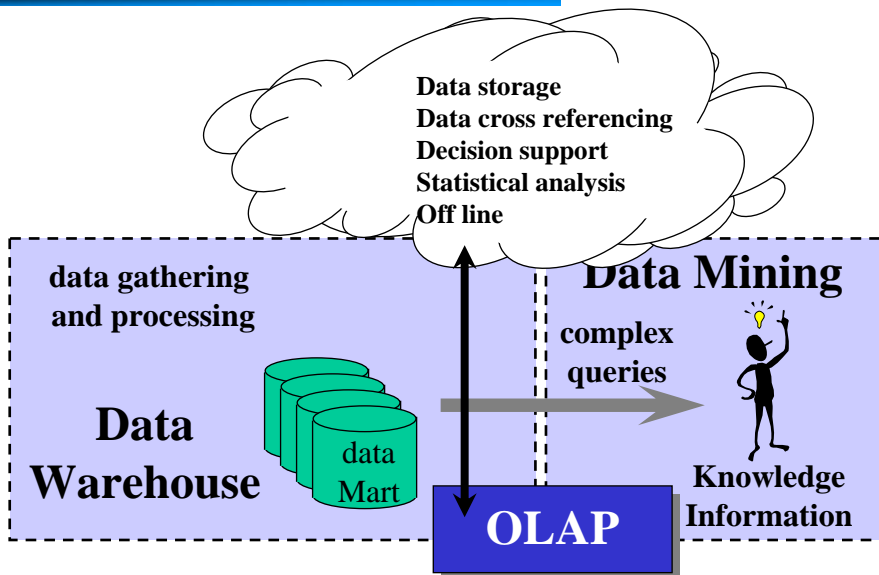 Data storage
Data cross referencing
Decision support
Statistical analysis
Off line
data gathering
and processing
Data Mining
complex
queries
Data
Warehouse
data
Mart
Knowledge
Information
OLAP